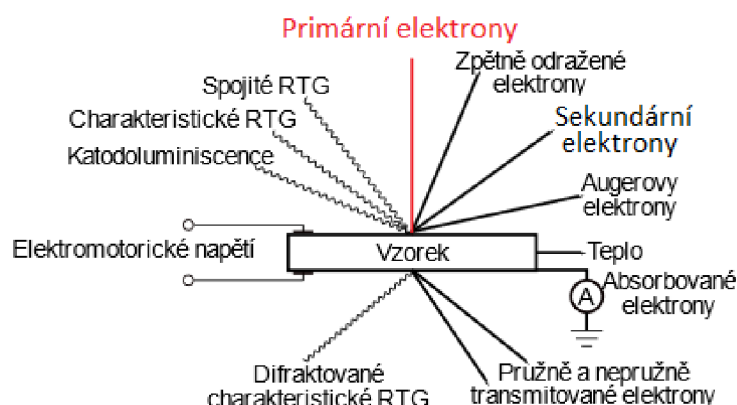 Primární elektrony
Zpětně odražené
elektrony
Spojité RTG
Charakteristické RTG
Sekundární
elektrony
Katodoluminiscence
Augerovy
elektrony
Elektromotorické napětí
Vzorek
Teplo
Absorbované
elektrony
A
Difraktované
charakteristické RTG
Pružně a nepružně
transmitované elektrony